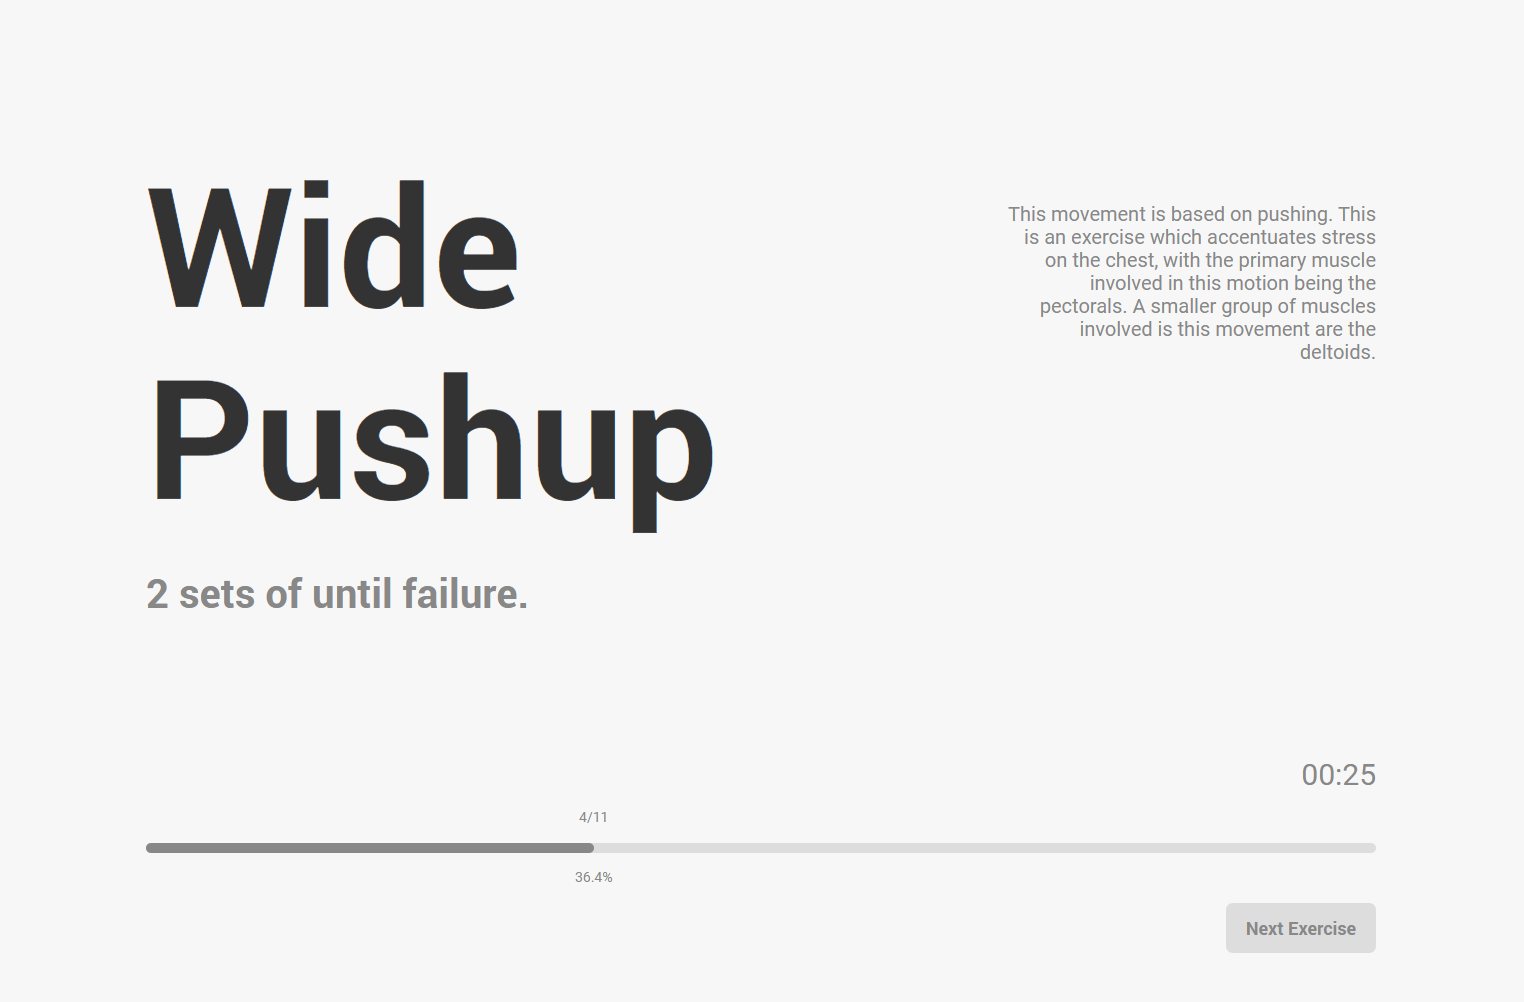 Wide
Pushup
2 sets of until failure.
This movement is based on pushing. This
is an exercise which accentuates stress
on the chest, with the primary muscle
involved in this motion being the
pectorals. A smaller group of muscles
involved is this movement are the
deltoids.
00:25
4/11
36.4%
Next Exercise